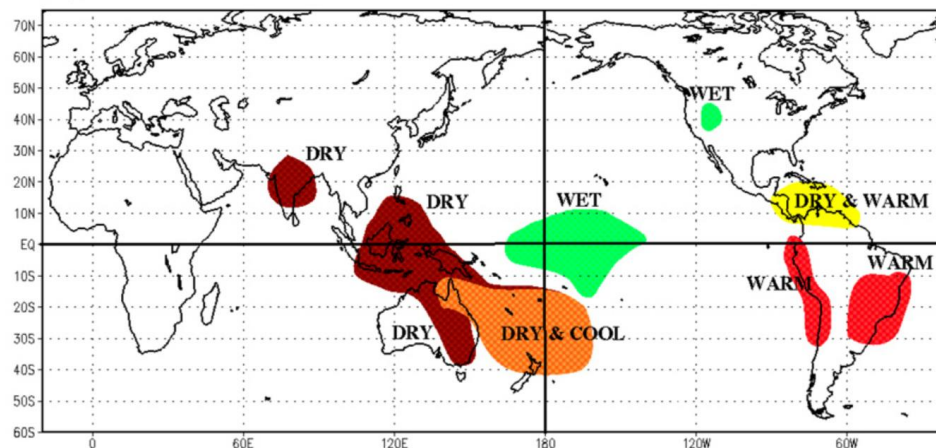 70N
60N
50N
40N
30N
20N
10N
EQ
10S
20S
30S
40S
50S
60S
WET
DRY
DRY
WET
DRY & WARM
WARM
WARM
DRY
DRY & COOL
0
60E
120E
180
120W
60W